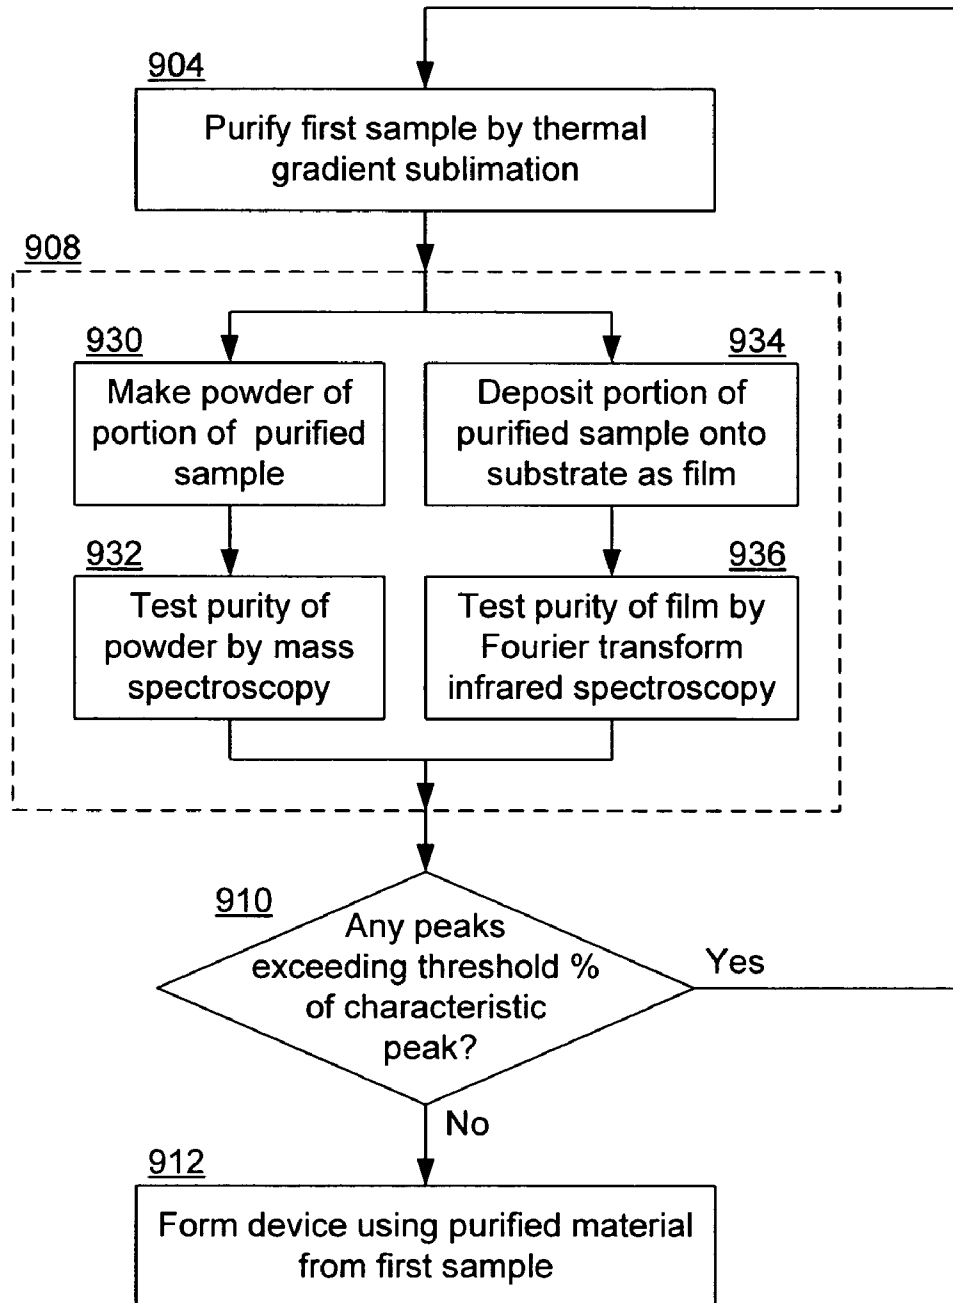 904
Purify first sample by thermal
gradient sublimation
908
930
Make powder of
portion of purified
sample
934
Deposit portion of
purified sample onto
substrate as film
932
Test purity of
powder by mass
spectroscopy
936
Test purity of film by
Fourier transform
infrared spectroscopy
910
Any peaks
exceeding threshold %
of characteristic
peak?
Yes
No
912
Form device using purified material
from first sample